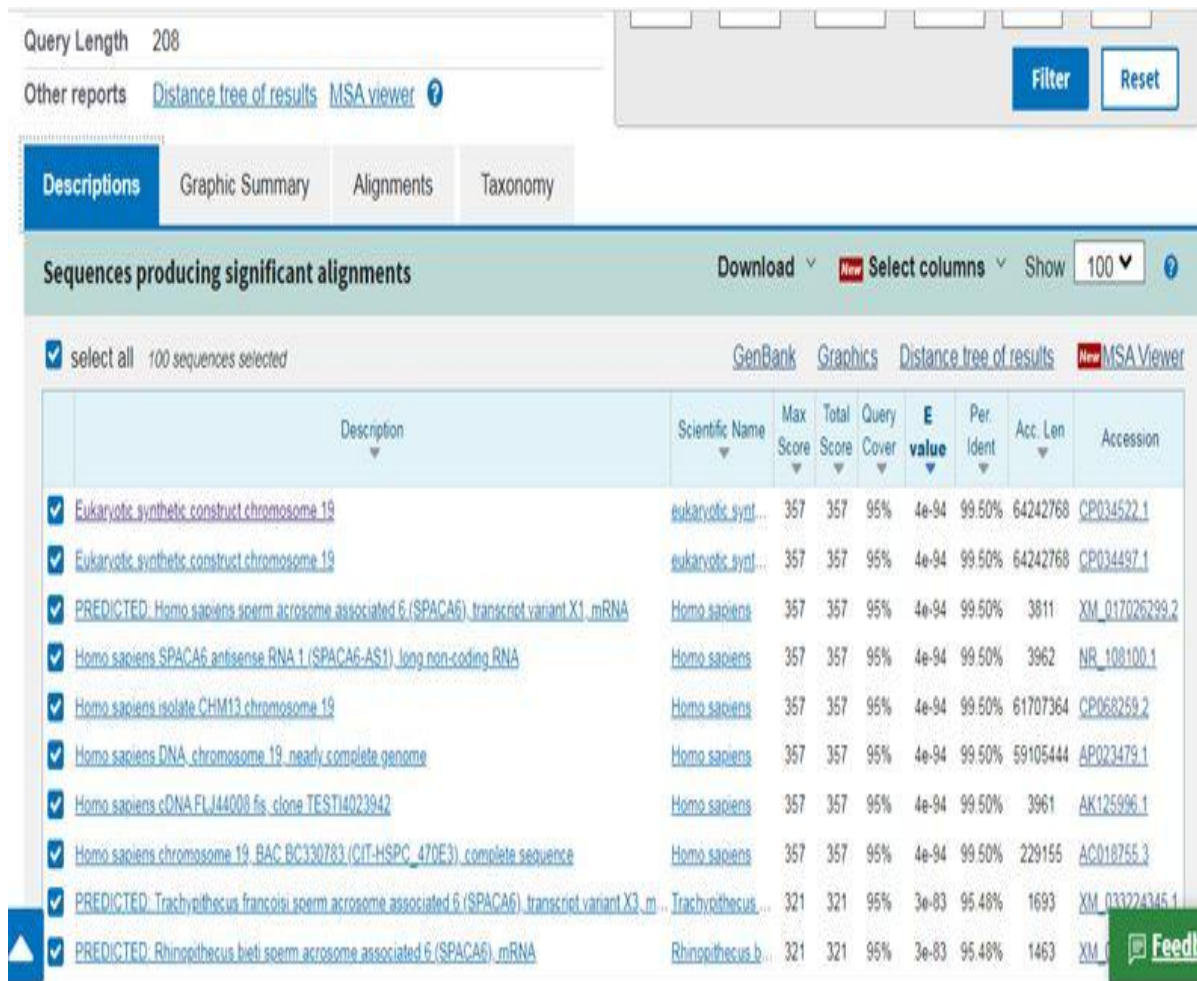 Query Length 208
Other reports Distance tree of results MSA viewer ?
Filter Reset
Descriptions Graphic Summary Alignments Taxonomy
Sequences producing significant alignments Download New Select columns Show 100 ?
select all 100 sequences selected GenBank Graphics Distance tree of results New MSA Viewer
Description Scientific Name Max Score Total Score Query Cover E value Per. Ident Acc. Len Accession
Eukaryotic synthetic construct chromosome 19 eukaryotic synt... 357 357 95% 4e-94 99.50% 64242768 CP034522.1
Eukaryotic synthetic construct chromosome 19 eukaryotic synt... 357 357 95% 4e-94 99.50% 64242768 CP034497.1
PREDICTED: Homo sapiens sperm acrosome associated 6 (SPACA6), transcript variant X1, mRNA Homo sapiens 357 357 95% 4e-94 99.50% 3811 XM_017026299.2
Homo sapiens SPACA6 antisense RNA 1 (SPACA6-AS1), long non-coding RNA Homo sapiens 357 357 95% 4e-94 99.50% 3962 NR_108100.1
Homo sapiens isolate CHM13 chromosome 19 Homo sapiens 357 357 95% 4e-94 99.50% 61707364 CP068259.2
Homo sapiens DNA, chromosome 19, nearly complete genome Homo sapiens 357 357 95% 4e-94 99.50% 59105444 AP023479.1
Homo sapiens cDNA FLJ44008 fis, clone TESTI4023942 Homo sapiens 357 357 95% 4e-94 99.50% 3961 AK125996.1
Homo sapiens chromosome 19, BAC BC330783 (CIT-HSPC_470E3), complete sequence Homo sapiens 357 357 95% 4e-94 99.50% 229155 AC018755.3
PREDICTED: Trachypithecus francoisi sperm acrosome associated 6 (SPACA6), transcript variant X3, m... Trachypithecus ... 321 321 95% 3e-83 95.48% 1693 XM_033224345.1
PREDICTED: Rhinopithecus bieti sperm acrosome associated 6 (SPACA6), mRNA Rhinopithecus b... 321 321 95% 3e-83 95.48% 1463 XM_
Feedb